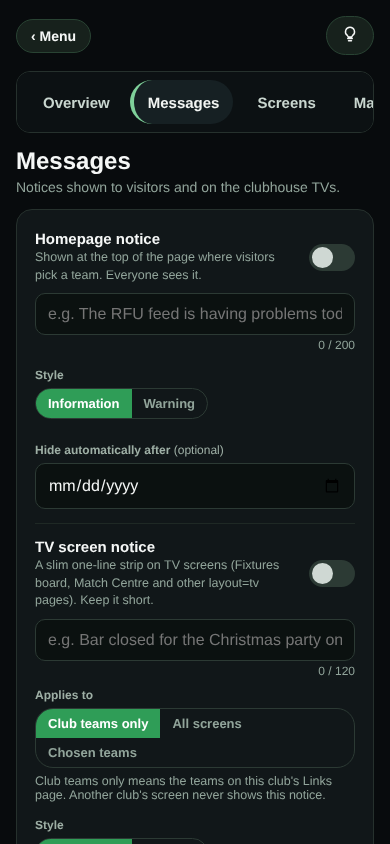 ‹ Menu
Overview
Messages
Screens
Ma
Messages
Notices shown to visitors and on the clubhouse TVs.
Homepage notice
Shown at the top of the page where visitors
pick a team. Everyone sees it.
e.g. The RFU feed is having problems tod
0 / 200
Style
Information
Warning
Hide automatically after (optional)
mm/dd/yyyy
TV screen notice
A slim one-line strip on TV screens (Fixtures
board, Match Centre and other layout=tv
pages). Keep it short.
e.g. Bar closed for the Christmas party on
0 / 120
Applies to
Club teams only
All screens
Chosen teams
Club teams only means the teams on this club's Links
page. Another club's screen never shows this notice.
Style